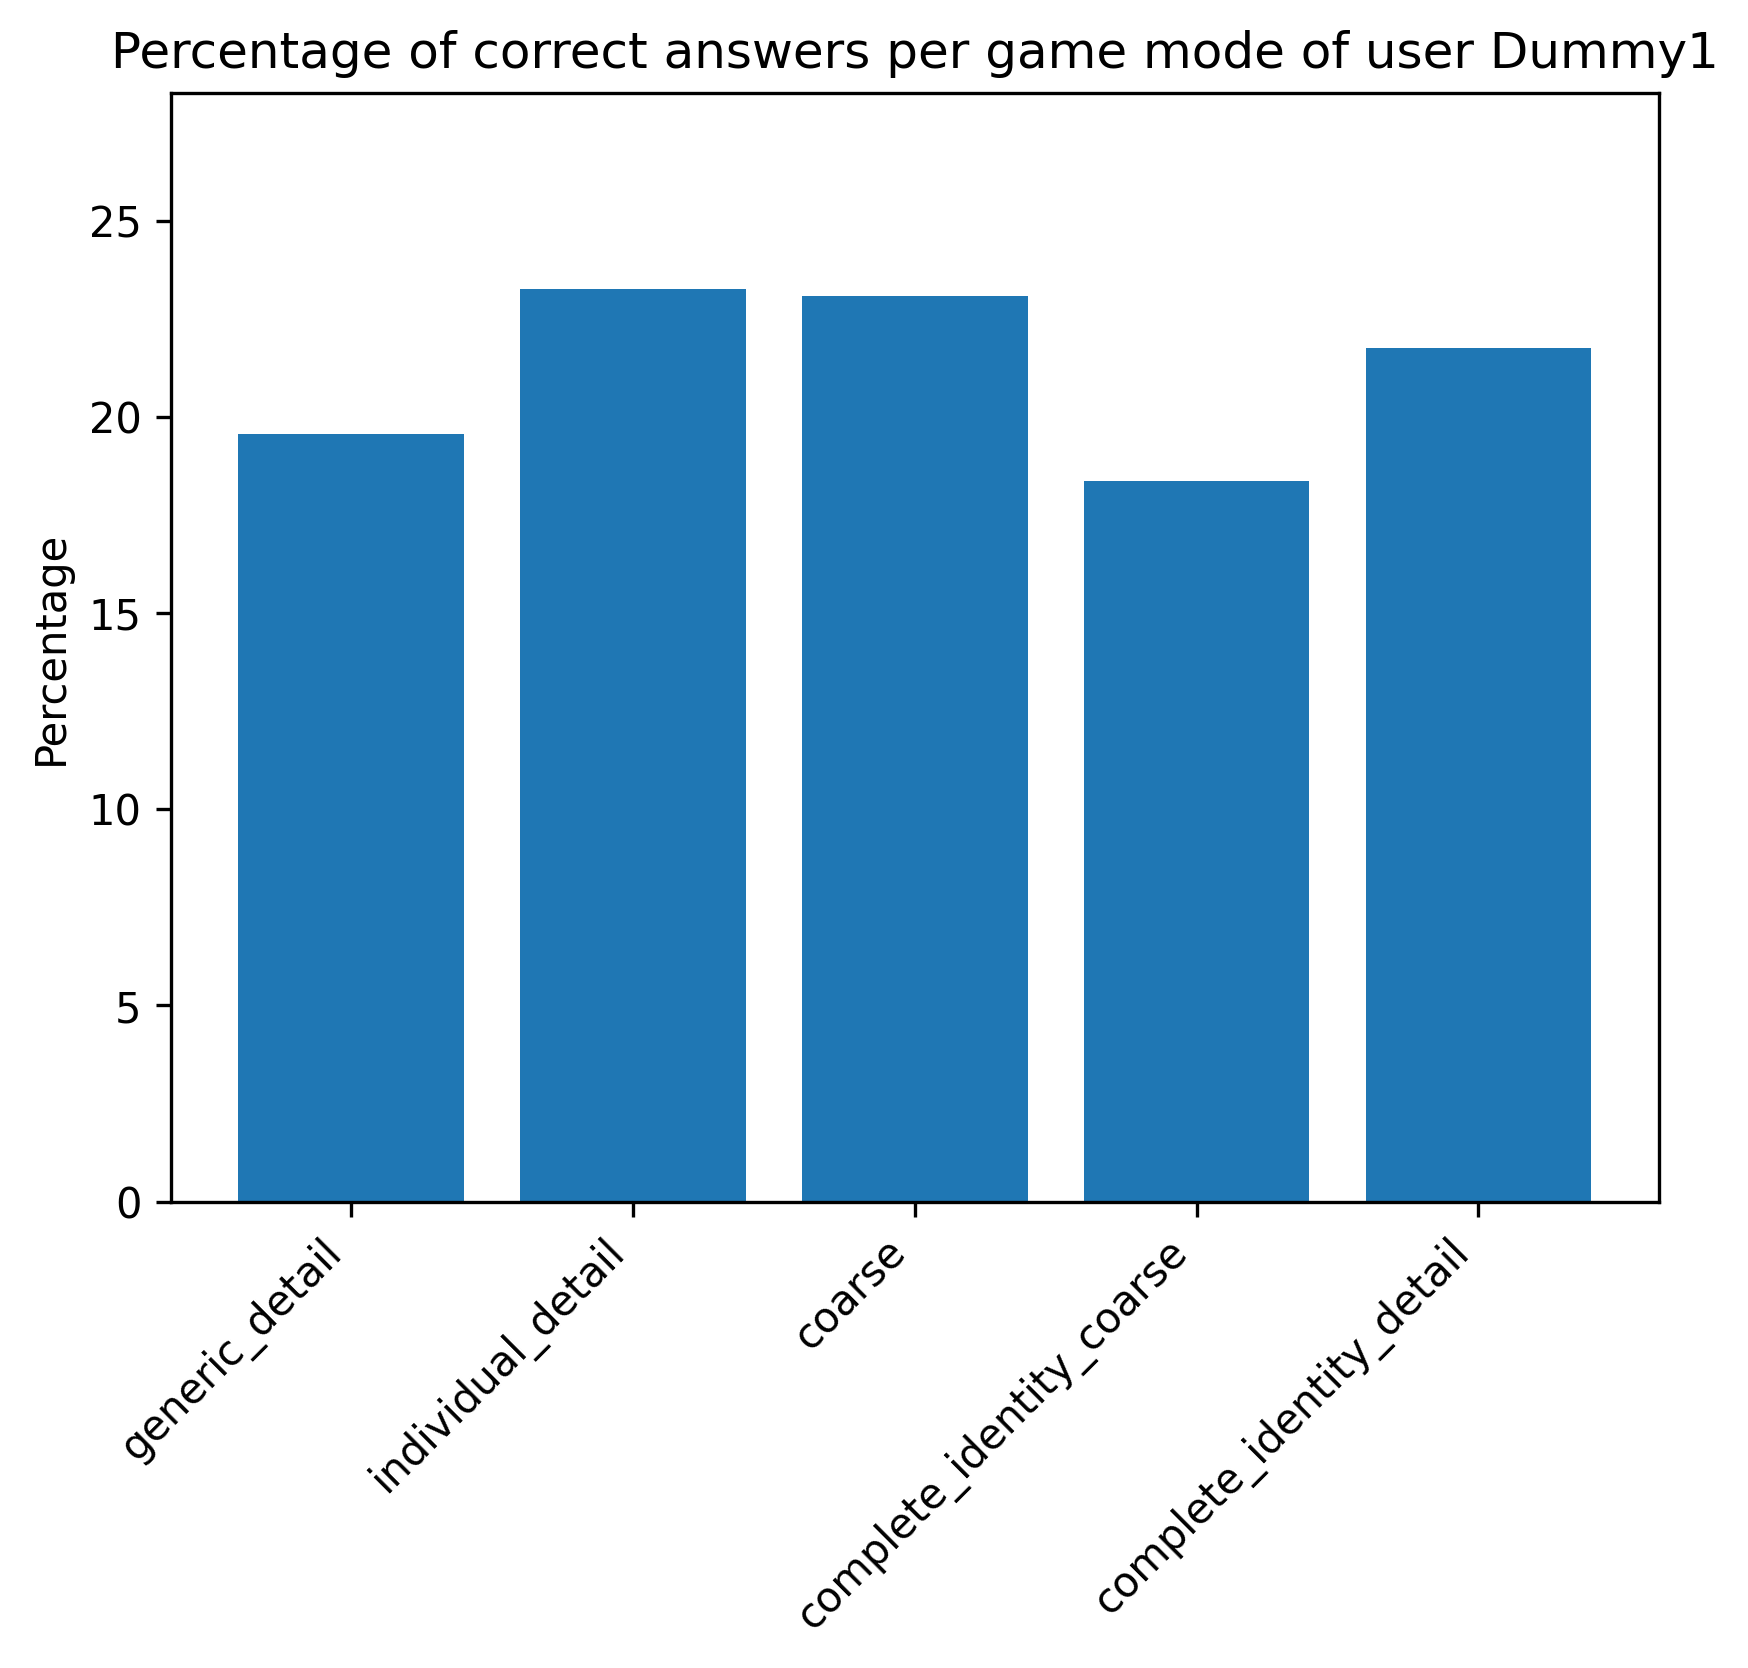 Percentage of correct answers per game mode of user Dummy1
Percentage
25
20
15
10
5
0
generic_detail
individual_detail
coarse
complete_identity_coarse
complete_identity_detail